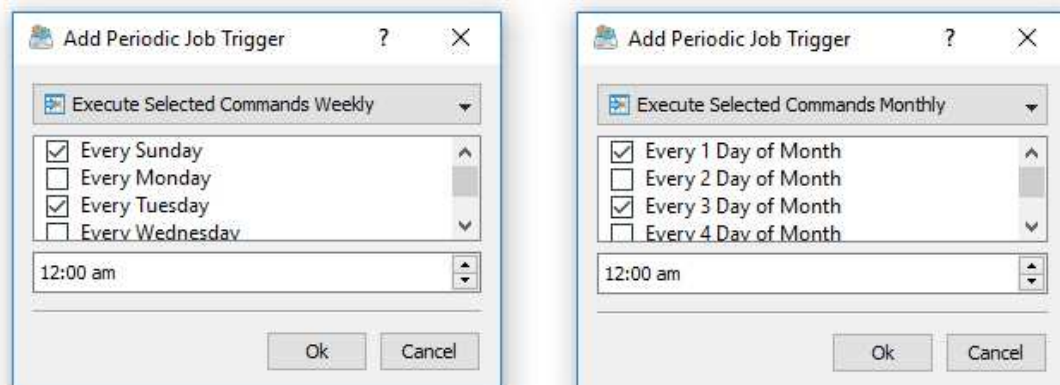 Add Periodic Job Trigger ?
Execute Selected Commands Weekly
Every Sunday
Every Monday
Every Tuesday
Every Wednesday
12:00 am
Ok Cancel
Add Periodic Job Trigger ?
Execute Selected Commands Monthly
Every 1 Day of Month
Every 2 Day of Month
Every 3 Day of Month
Every 4 Day of Month
12:00 am
Ok Cancel